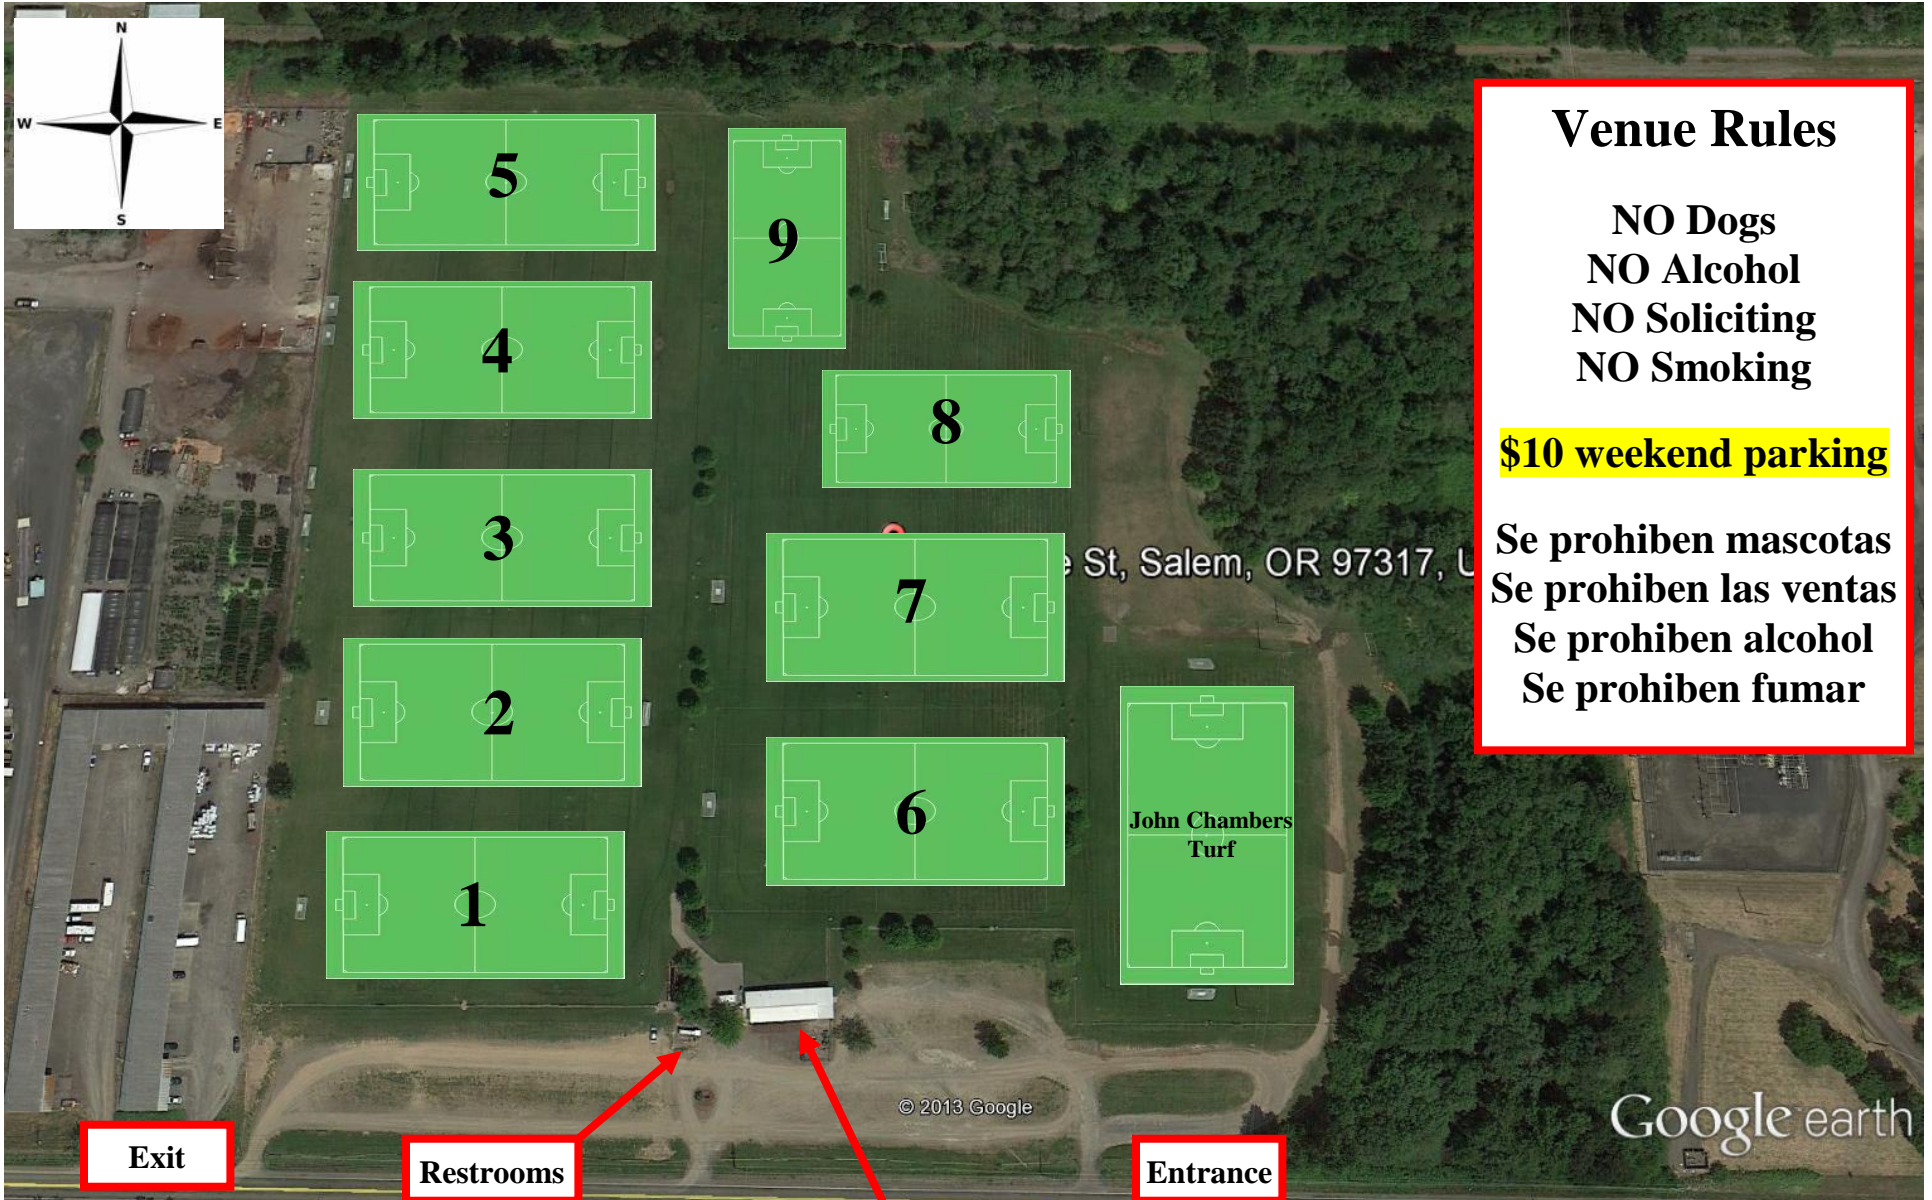 N
W
E
S
5
9
4
8
3
7
2
6
1
John Chambers
Turf
Venue Rules
NO Dogs
NO Alcohol
NO Soliciting
NO Smoking
$10 weekend parking
Se prohiben mascotas
Se prohiben las ventas
Se prohiben alcohol
Se prohiben fumar
St, Salem, OR 97317,
© 2013 Google
Google earth
Exit
Restrooms
Entrance